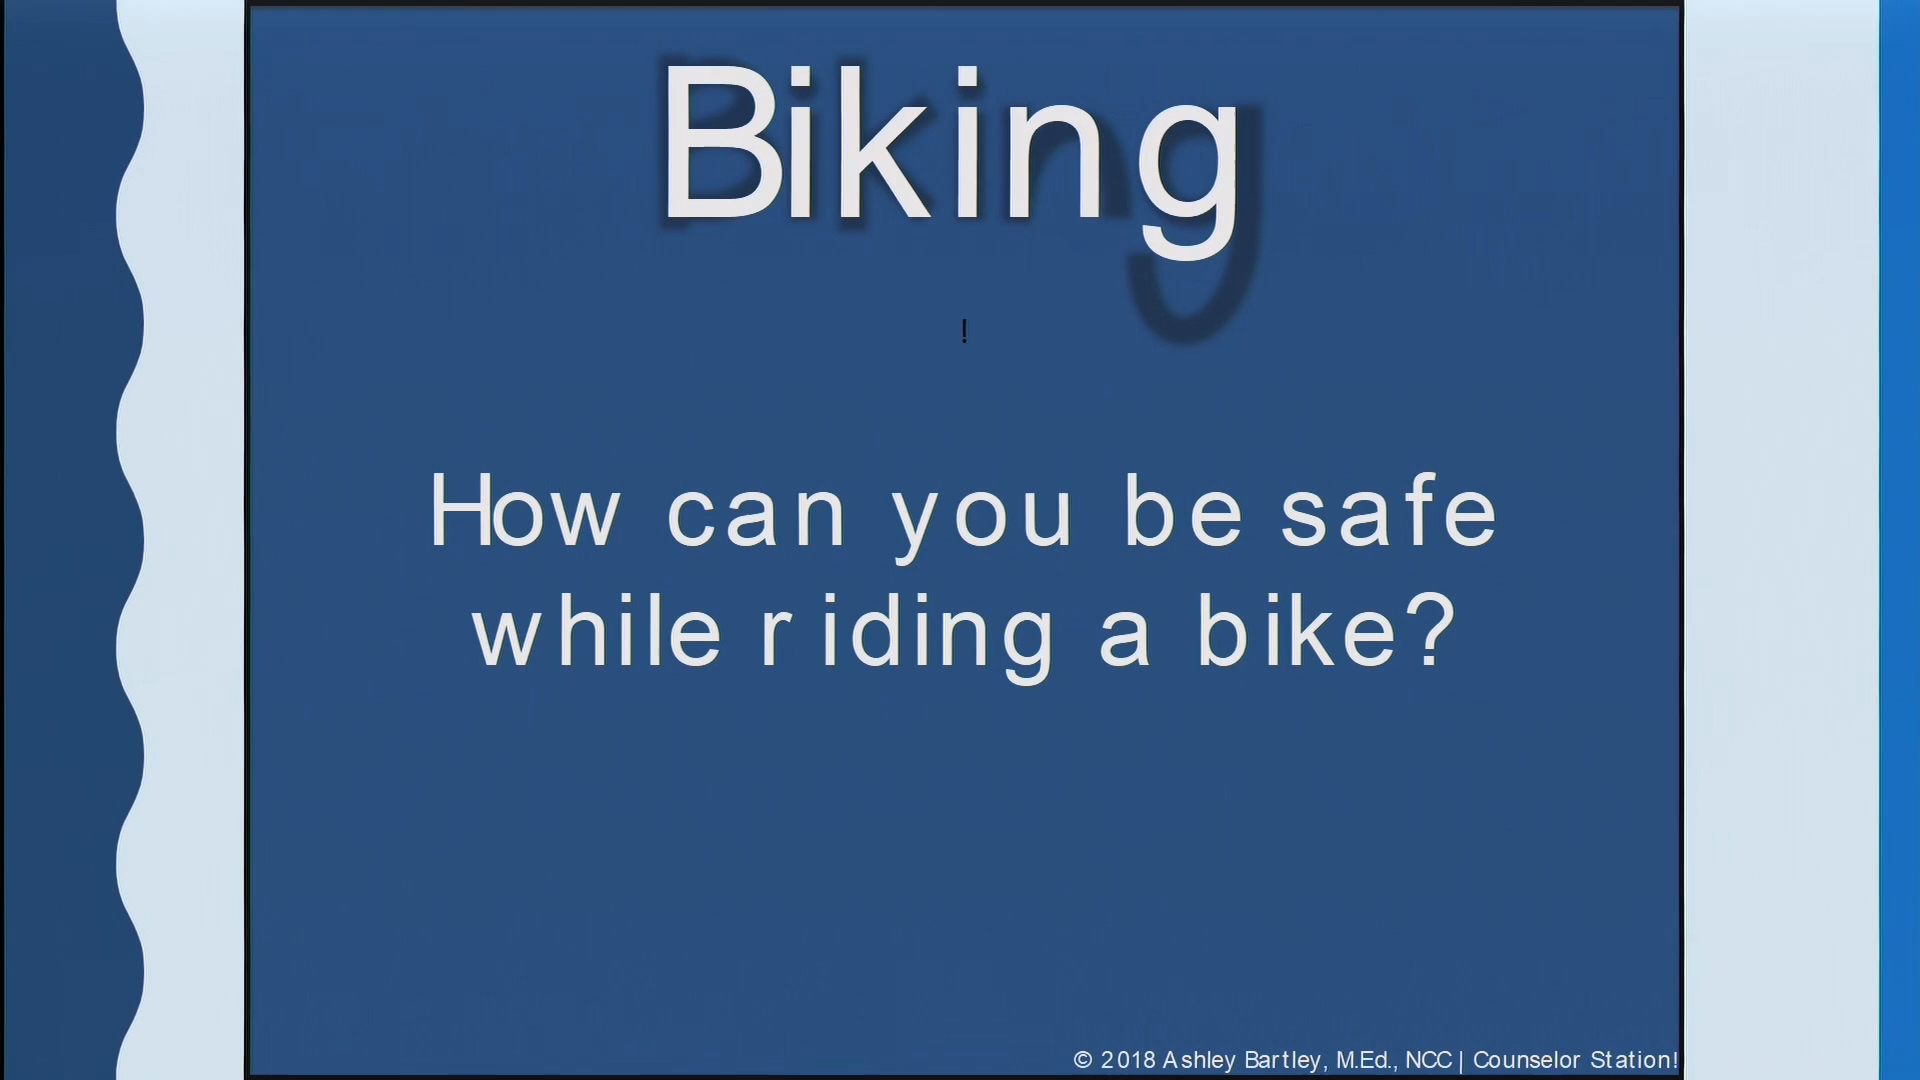 Biking
!
How can you be safe
while riding a bike?
© 2018 Ashley Bartley, M.Ed., NCC | Counselor Station!